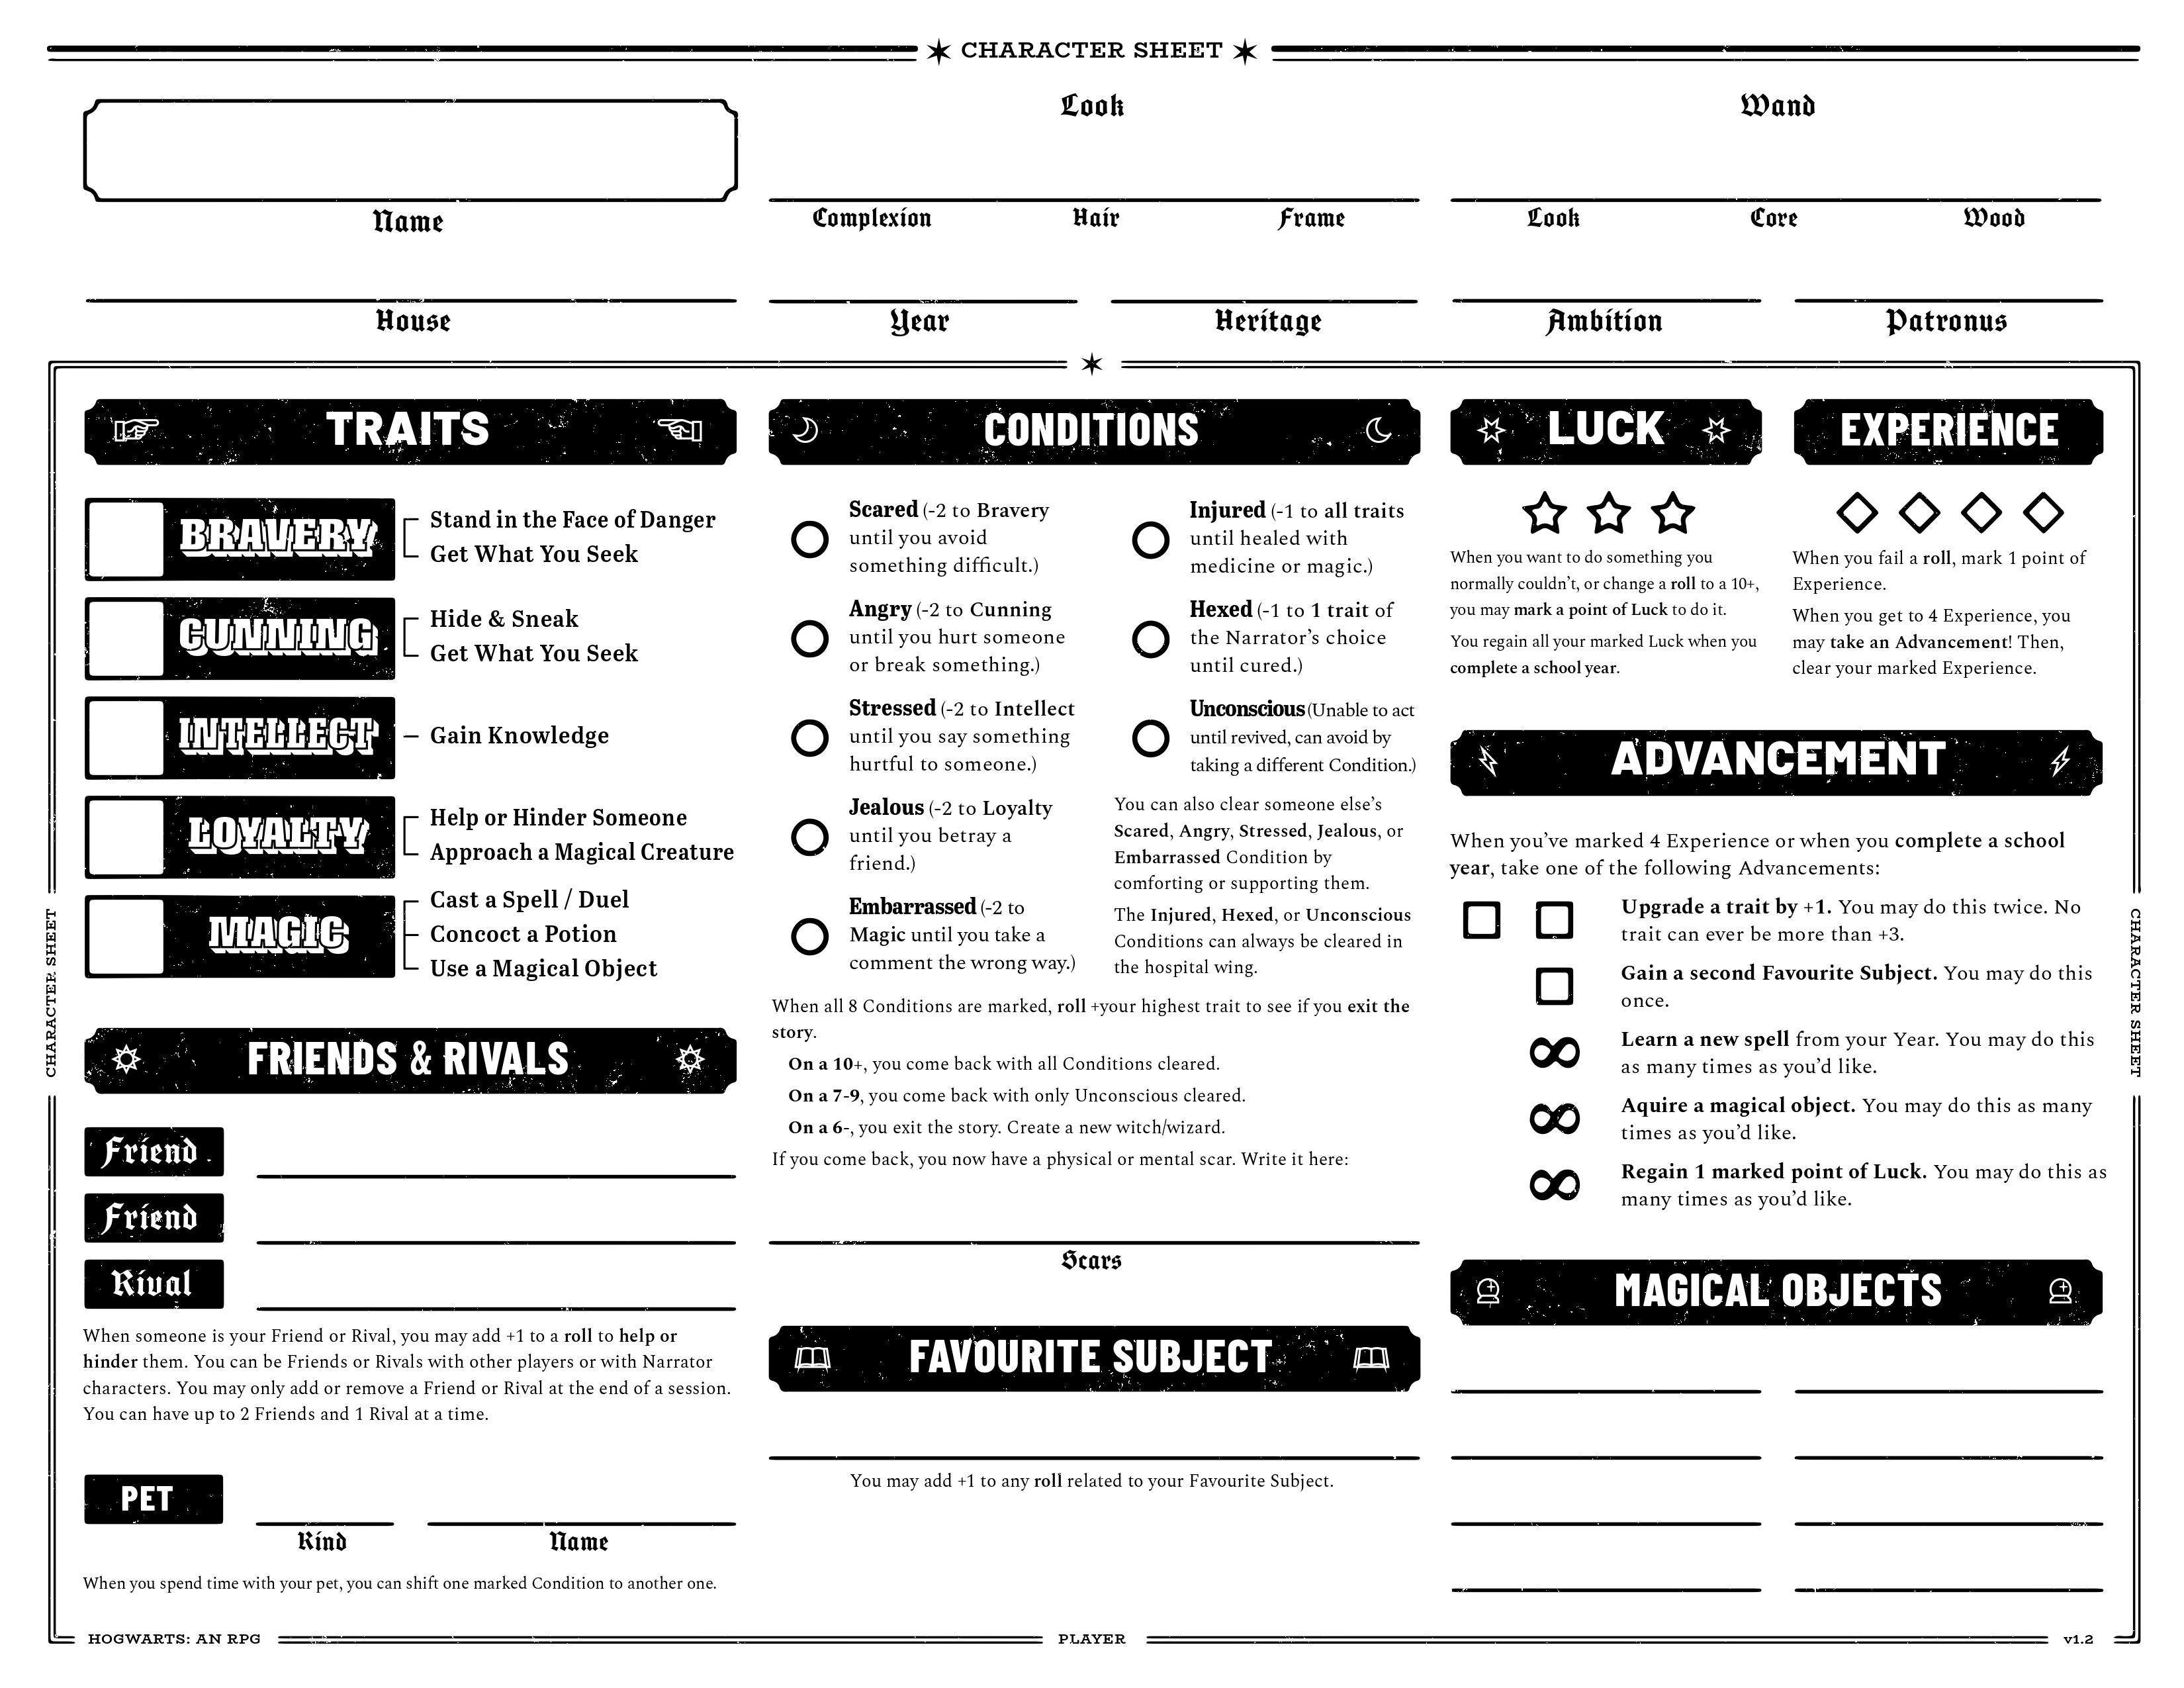 CHARACTER SHEET
Name
Look
Complexion Hair Frame
Wand
Look Core Wood
House
Year
Heritage
Ambition
Patronus
TRAITS
BRAVERY
Stand in the Face of Danger
Get What You Seek
CUNNING
Hide & Sneak
Get What You Seek
INTELLECT
Gain Knowledge
LOYALTY
Help or Hinder Someone
Approach a Magical Creature
MAGIC
Cast a Spell / Duel
Concoct a Potion
Use a Magical Object
FRIENDS & RIVALS
Friend
Friend
Rival
When someone is your Friend or Rival, you may add +1 to a roll to help or
hinder them. You can be Friends or Rivals with other players or with Narrator
characters. You may only add or remove a Friend or Rival at the end of a session.
You can have up to 2 Friends and 1 Rival at a time.
PET
Kind
Name
When you spend time with your pet, you can shift one marked Condition to another one.
CONDITIONS
Scared (-2 to Bravery
until you avoid
something difficult.)
Angry (-2 to Cunning
until you hurt someone
or break something.)
Stressed (-2 to Intellect
until you say something
hurtful to someone.)
Jealous (-2 to Loyalty
until you betray a
friend.)
Embarrassed (-2 to
Magic until you take a
comment the wrong way.)
Injured (-1 to all traits
until healed with
medicine or magic.)
Hexed (-1 to 1 trait of
the Narrator's choice
until cured.)
Unconscious (Unable to act
until revived, can avoid by
taking a different Condition.)
You can also clear someone else's
Scared, Angry, Stressed, Jealous, or
Embarrassed Condition by
comforting or supporting them.
The Injured, Hexed, or Unconscious
Conditions can always be cleared in
the hospital wing.
When all 8 Conditions are marked, roll +your highest trait to see if you exit the
story.
On a 10+, you come back with all Conditions cleared.
On a 7-9, you come back with only Unconscious cleared.
On a 6-, you exit the story. Create a new witch/wizard.
If you come back, you now have a physical or mental scar. Write it here:
Scars
FAVOURITE SUBJECT
You may add +1 to any roll related to your Favourite Subject.
LUCK
When you want to do something you
normally couldn't, or change a roll to a 10+,
you may mark a point of Luck to do it.
You regain all your marked Luck when you
complete a school year.
EXPERIENCE
When you fail a roll, mark 1 point of
Experience.
When you get to 4 Experience, you
may take an Advancement! Then,
clear your marked Experience.
ADVANCEMENT
When you've marked 4 Experience or when you complete a school
year, take one of the following Advancements:
Upgrade a trait by +1. You may do this twice. No
trait can ever be more than +3.
Gain a second Favourite Subject. You may do this
once.
Learn a new spell from your Year. You may do this
as many times as you'd like.
Aquire a magical object. You may do this as many
times as you'd like.
Regain 1 marked point of Luck. You may do this as
many times as you'd like.
MAGICAL OBJECTS
CHARACTER SHEET
CHARACTER SHEET
HOGWARTS: AN RPG
PLAYER
v1.2